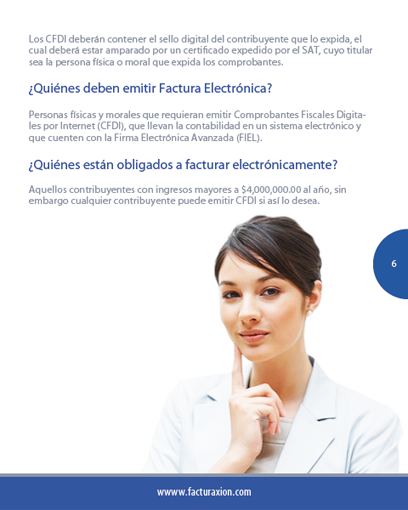 Los CFDI deberán contener el sello digital del contribuyente que lo expida, el
cual deberá estar amparado por un certificado expedido por el SAT, cuyo titular
sea la persona física o moral que expida los comprobantes.
¿Quiénes deben emitir Factura Electrónica?
Personas físicas y morales que requieran emitir Comprobantes Fiscales Digita-
les por Internet (CFDI), que llevan la contabilidad en un sistema electrónico y
que cuenten con la Firma Electrónica Avanzada (FIEL).
¿Quiénes están obligados a facturar electrónicamente?
Aquellos contribuyentes con ingresos mayores a $4,000,000.00 al año, sin
embargo cualquier contribuyente puede emitir CFDI si así lo desea.
6
wwww.facturaxion.com